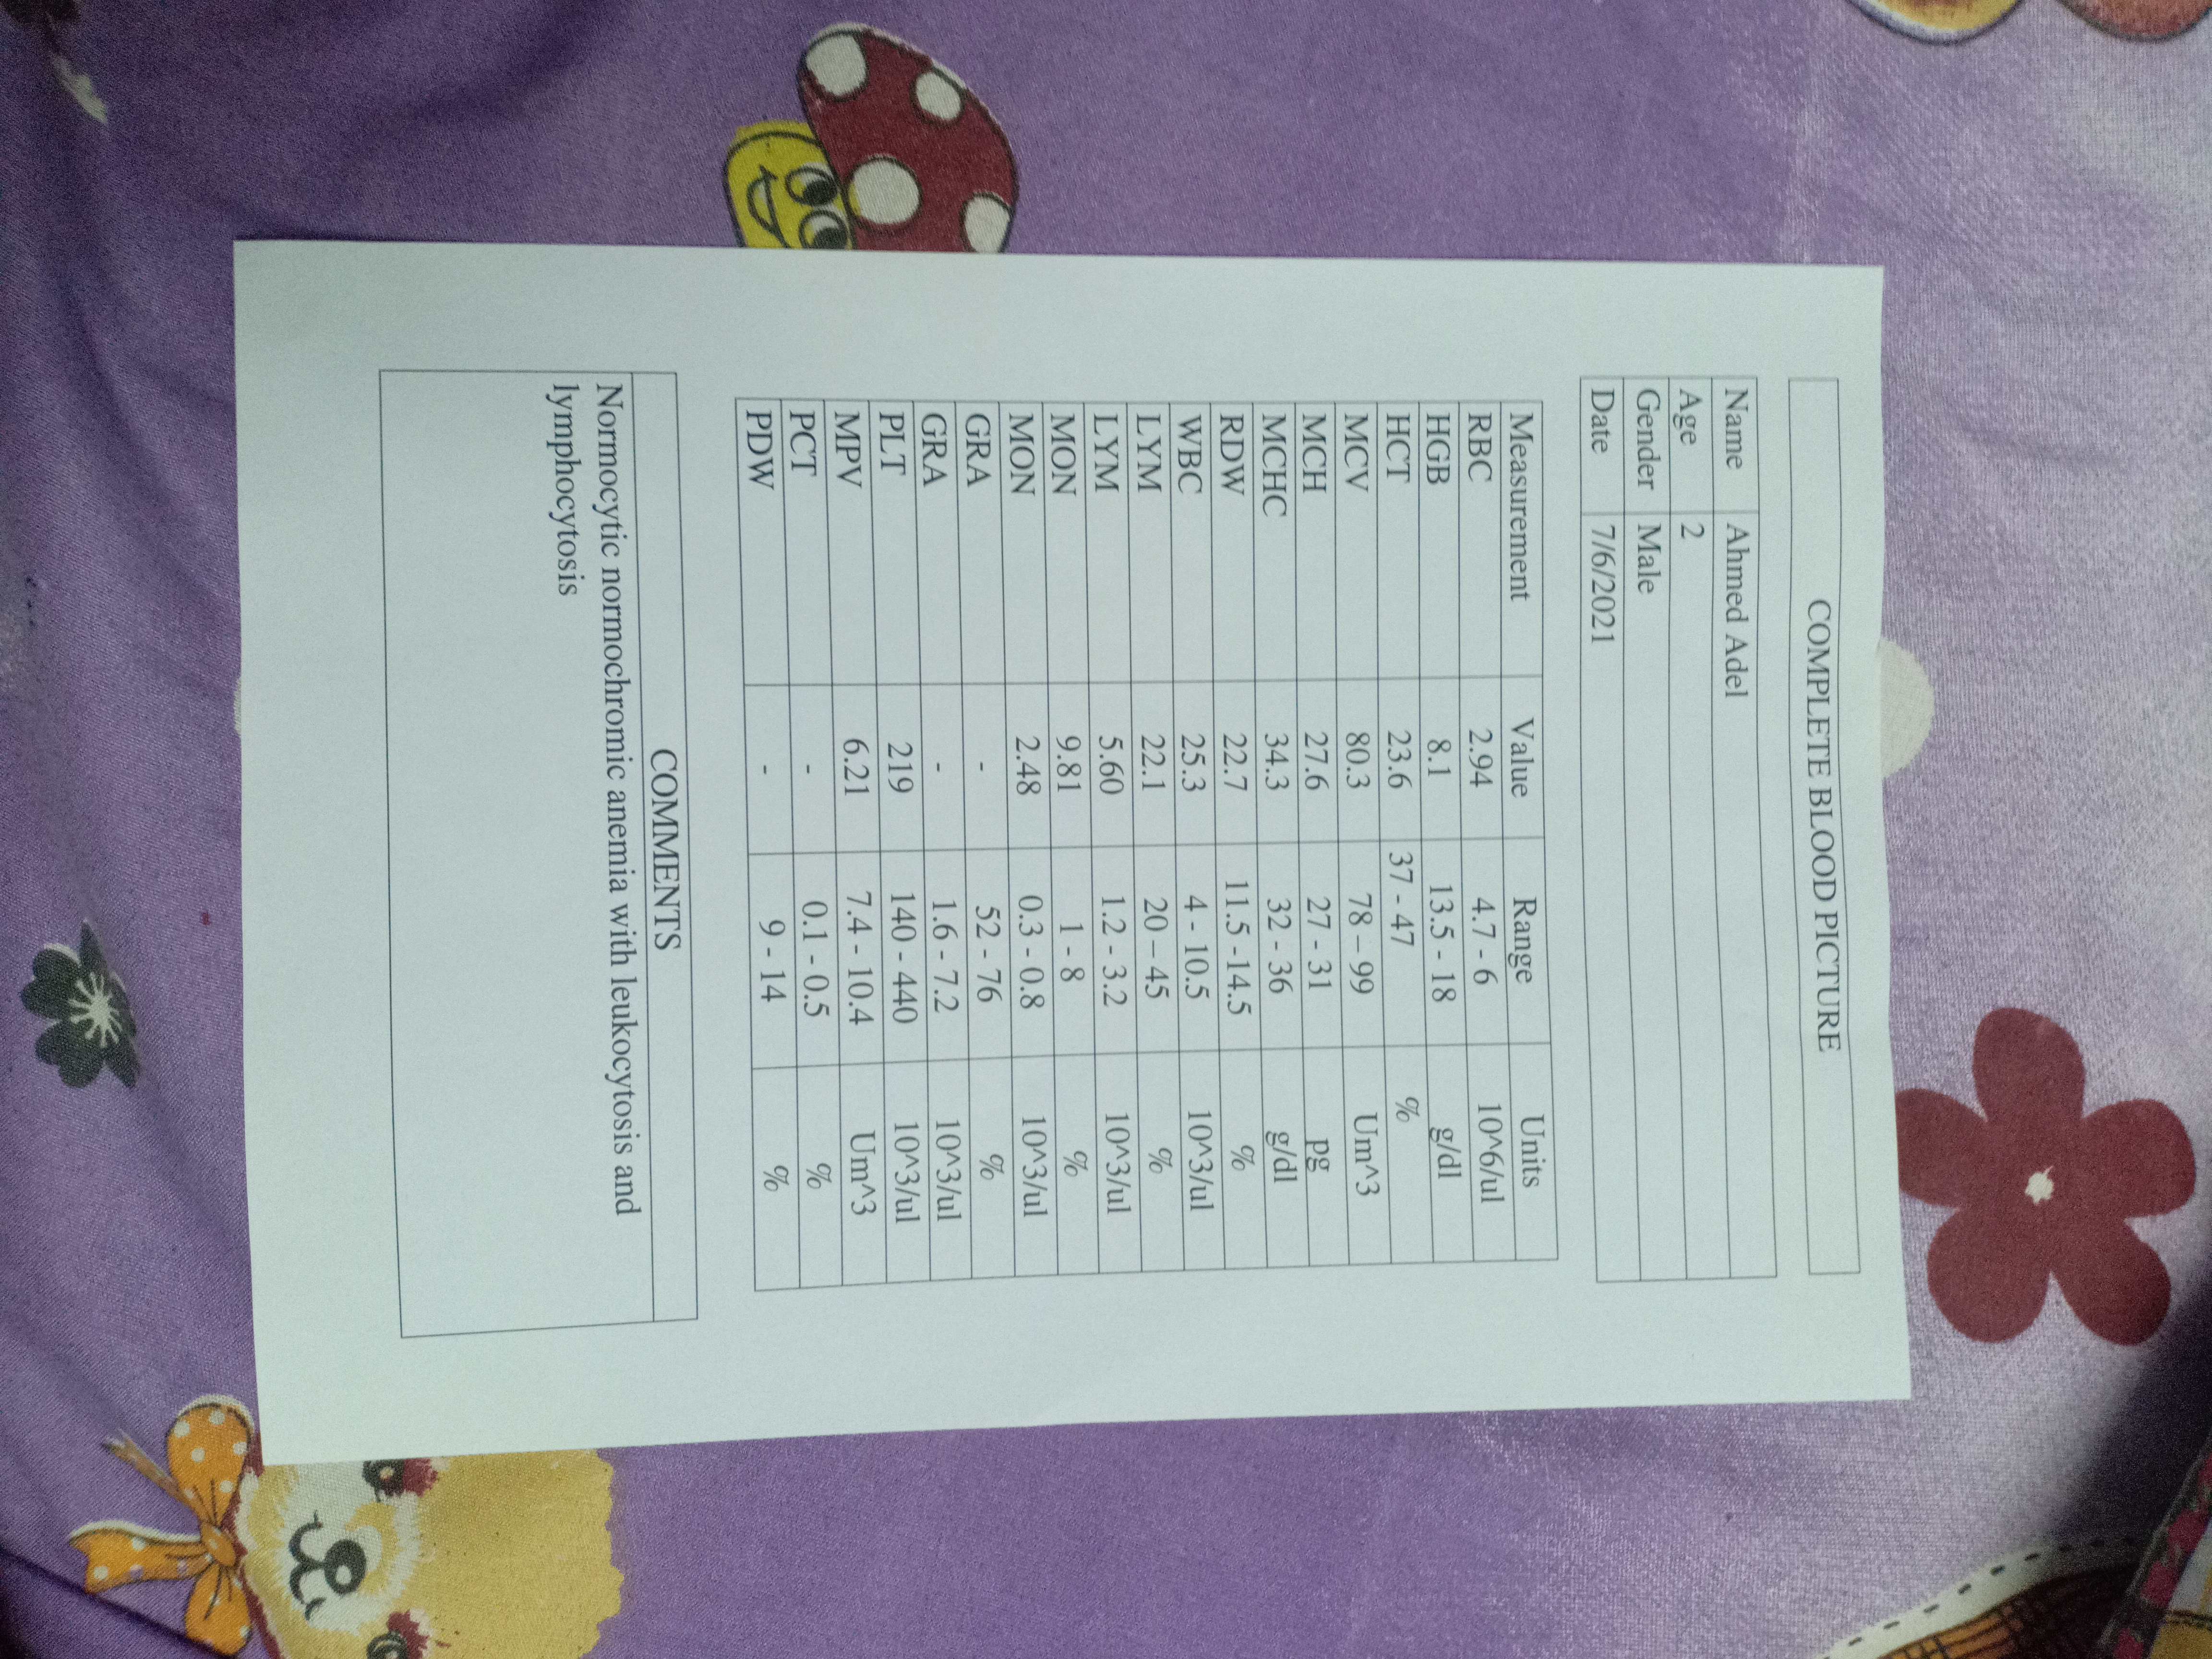 COMPLETE BLOOD PICTURE
Name Ahmed Adel
Age 2
Gender Male
Date 7/6/2021
Measurement Value Range Units
RBC 2.94 4.7 - 6 10^6/ul
HGB 8.1 13.5 - 18 g/dl
HCT 23.6 37 - 47 %
MCV 80.3 78 – 99 Um^3
MCH 27.6 27 - 31 pg
MCHC 34.3 32 - 36 g/dl
RDW 22.7 11.5 -14.5 %
WBC 25.3 4 - 10.5 10^3/ul
LYM 22.1 20 – 45 %
LYM 5.60 1.2 - 3.2 10^3/ul
MON 9.81 1 - 8 %
MON 2.48 0.3 - 0.8 10^3/ul
GRA - 52 - 76 %
GRA - 1.6 - 7.2 10^3/ul
PLT 219 140 - 440 10^3/ul
MPV 6.21 7.4 - 10.4 Um^3
PCT - 0.1 - 0.5 %
PDW - 9 - 14 %
COMMENTS
Normocytic normochromic anemia with leukocytosis and
lymphocytosis